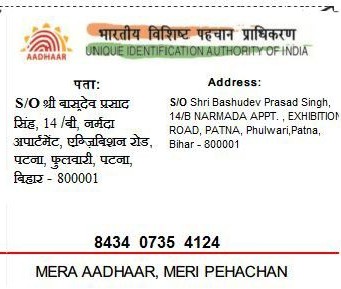 भारतीय विशिष्ट पहचान प्राधिकरण
UNIQUE IDENTIFICATION AUTHORITY OF INDIA
AADHAAR
पता:
S/O श्री बासुदेव प्रसाद
सिंह, 14 /बी, नर्मदा
अपार्टमेंट, एग्ज़िबिशन रोड,
पटना, फुलवारी, पटना,
बिहार - 800001
Address:
S/O Shri Bashudev Prasad Singh,
14/B NARMADA APPT. , EXHIBITION
ROAD, PATNA, Phulwari,Patna,
Bihar - 800001
8434 0735 4124
MERA AADHAAR, MERI PEHACHAN